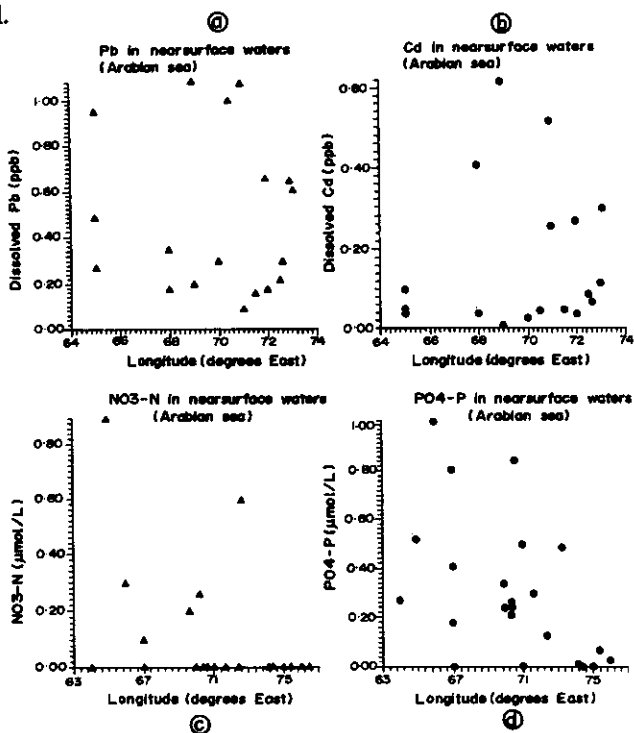 1.
ⓐ
Pb in nearsurface waters
(Arabian sea)
1·00
0·80
0·40
0·20
0·00
Dissolved Pb (ppb)
64 66 68 70 72 74
Longitude (degrees East)
ⓑ
Cd in nearsurface waters
(Arabian sea)
0·60
0·40
0·20
0·00
Dissolved Cd (ppb)
64 66 68 70 72 74
Longitude (degrees East)
NO3-N in nearsurface waters
(Arabian sea)
0·80
0·60
0·40
0·20
0·00
NO3-N (μmol/L)
63 67 71 75
Longitude (degrees East)
ⓒ
PO4-P in nearsurface waters
(Arabian sea)
1·00
0·80
0·60
0·40
0·20
0·00
PO4-P (μmol/L)
63 67 71 75
Longitude (degrees East)
ⓓ